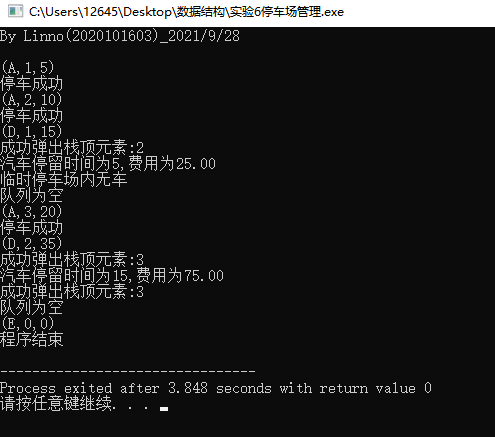 C:\Users\12645\Desktop\数据结构\实验6停车场管理.exe
By Linno(2020101603)_2021/9/28
(A,1,5)
停车成功
(A,2,10)
停车成功
(D,1,15)
成功弹出栈顶元素:2
汽车停留时间为5,费用为25.00
临时停车场内无车
队列为空
(A,3,20)
停车成功
(D,2,35)
成功弹出栈顶元素:3
汽车停留时间为15,费用为75.00
成功弹出栈顶元素:3
队列为空
(E,0,0)
程序结束
--------------------------------
Process exited after 3.848 seconds with return value 0
请按任意键继续. . .